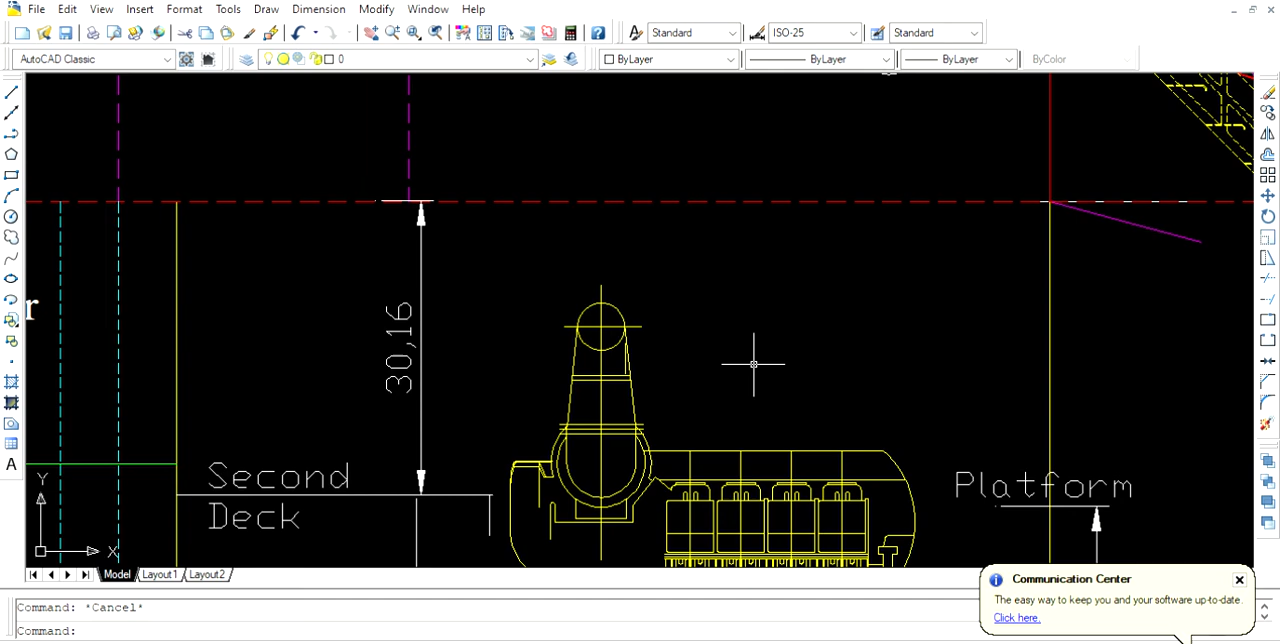 File Edit View Insert Format Tools Draw Dimension Modify Window Help
Standard ISO-25 Standard
AutoCAD Classic 0 ByLayer ByLayer ByLayer ByColor
r
30,16
Second
Deck
Platform
A
Y
X
Model Layout1 Layout2
Communication Center
The easy way to keep you and your software up-to-date.
Click here.
Command: *Cancel*
Command: